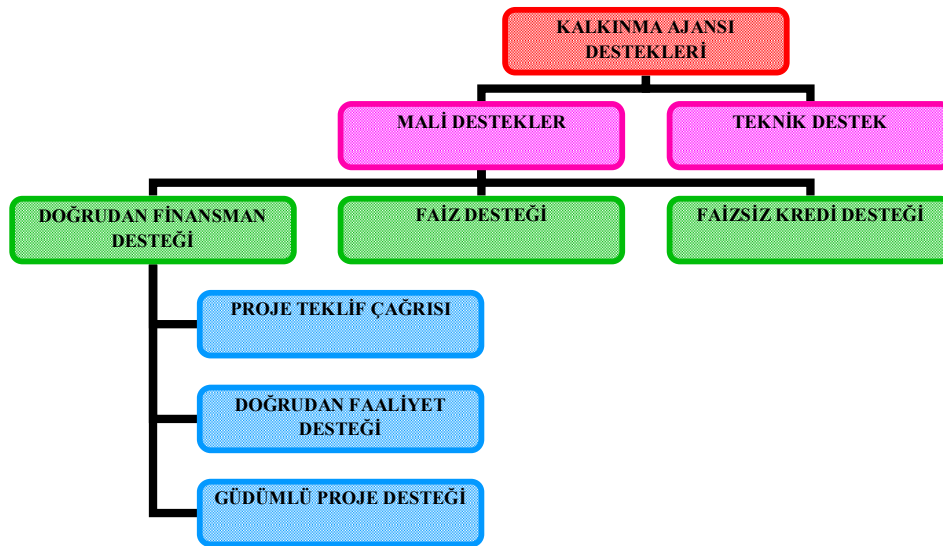 KALKINMA AJANSI
DESTEKLERİ
MALİ DESTEKLER
TEKNİK DESTEK
DOĞRUDAN FİNANSMAN
DESTEĞİ
FAİZ DESTEĞİ
FAİZSİZ KREDİ DESTEĞİ
PROJE TEKLİF ÇAĞRISI
DOĞRUDAN FAALİYET
DESTEĞİ
GÜDÜMLÜ PROJE DESTEĞİ